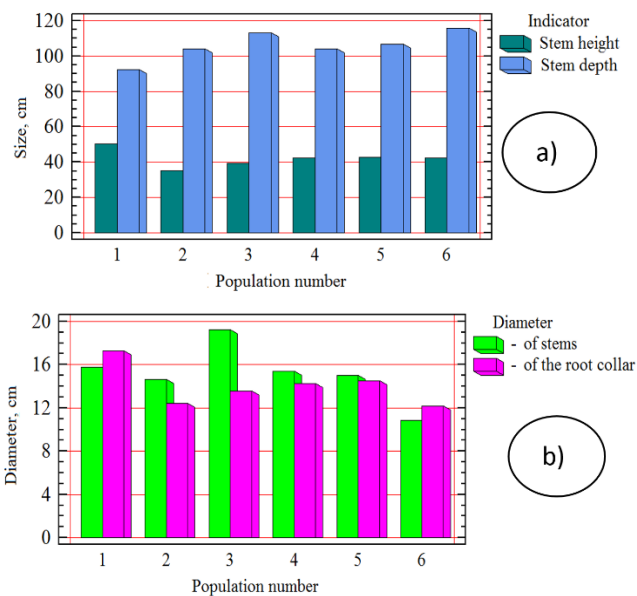 Indicator
Stem height
Stem depth
120
100
80
60
40
20
0
Size, cm
1 2 3 4 5 6
Population number
a)
Diameter
- of stems
- of the root collar
20
16
12
8
4
0
Diameter, cm
1 2 3 4 5 6
Population number
b)